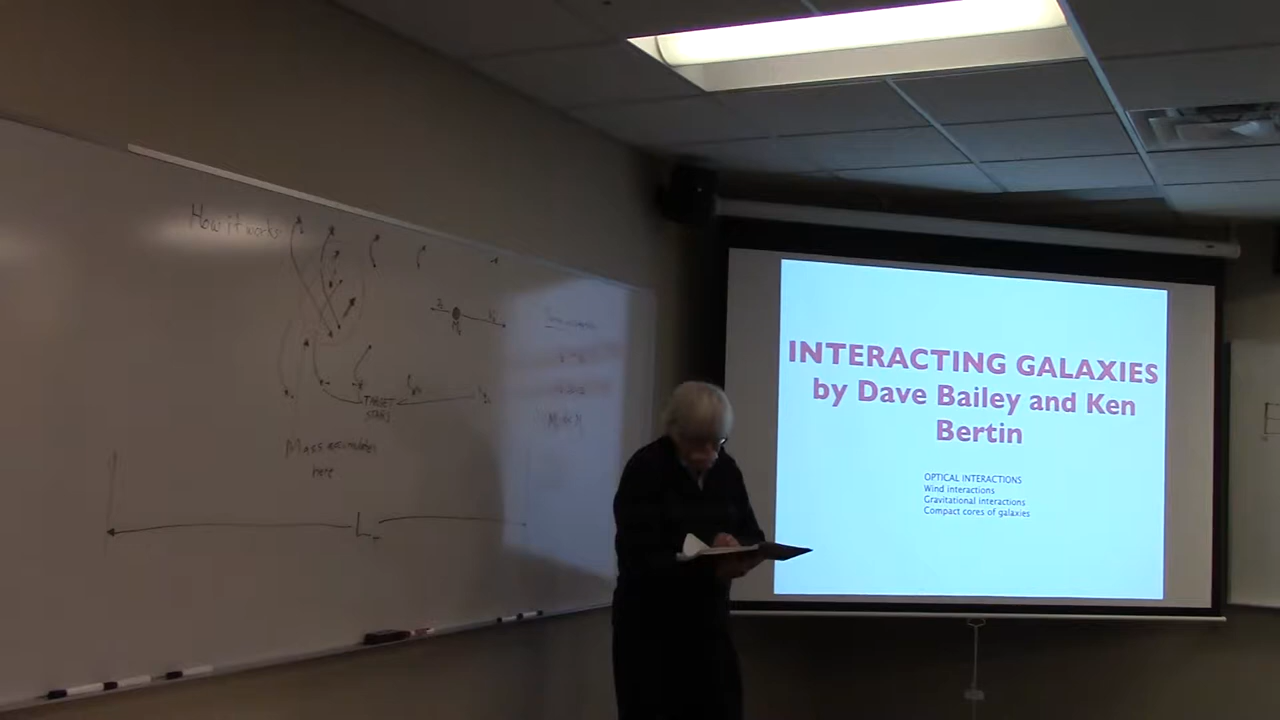 How it works
TARGET
STARS
Mass accumulates
here
L
INTERACTING GALAXIES
by Dave Bailey and Ken
Bertin
OPTICAL INTERACTIONS
Wind interactions
Gravitational interactions
Compact cores of galaxies